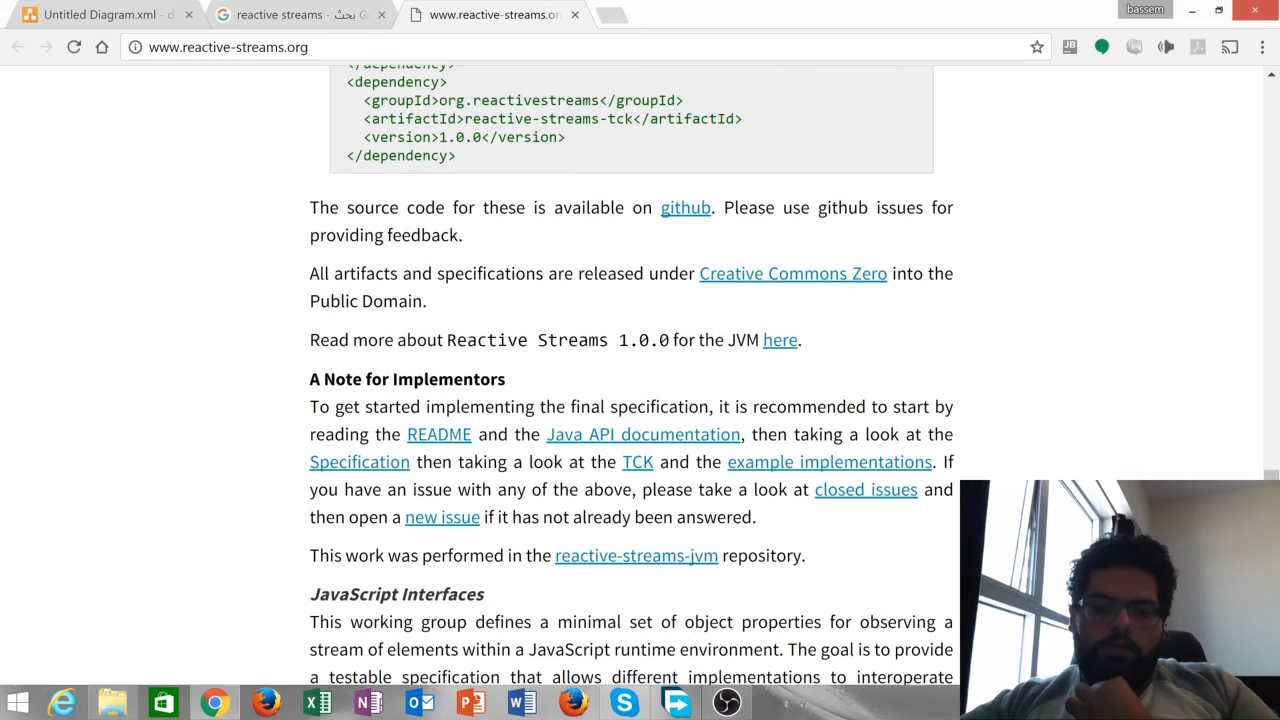 Untitled Diagram.xml - d
reactive streams - بحث G
www.reactive-streams.or
bassem
www.reactive-streams.org
</dependency>
<dependency>
<groupId>org.reactivestreams</groupId>
<artifactId>reactive-streams-tck</artifactId>
<version>1.0.0</version>
</dependency>
The source code for these is available on github. Please use github issues for
providing feedback.
All artifacts and specifications are released under Creative Commons Zero into the
Public Domain.
Read more about Reactive Streams 1.0.0 for the JVM here.
A Note for Implementors
To get started implementing the final specification, it is recommended to start by
reading the README and the Java API documentation, then taking a look at the
Specification then taking a look at the TCK and the example implementations. If
you have an issue with any of the above, please take a look at closed issues and
then open a new issue if it has not already been answered.
This work was performed in the reactive-streams-jvm repository.
JavaScript Interfaces
This working group defines a minimal set of object properties for observing a
stream of elements within a JavaScript runtime environment. The goal is to provide
a testable specification that allows different implementations to interoperate